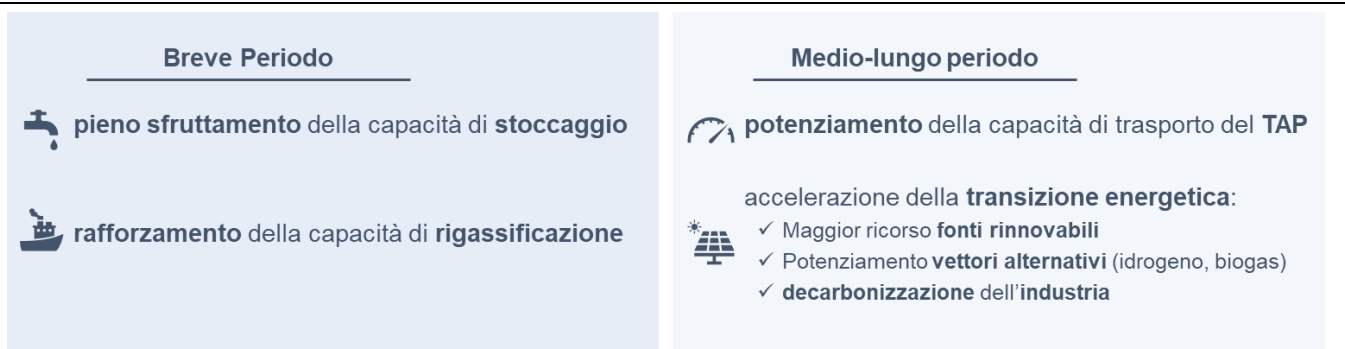 Breve Periodo
pieno sfruttamento della capacità di stoccaggio
rafforzamento della capacità di rigassificazione
Medio-lungo periodo
potenziamento della capacità di trasporto del TAP
accelerazione della transizione energetica:
✓ Maggior ricorso fonti rinnovabili
✓ Potenziamento vettori alternativi (idrogeno, biogas)
✓ decarbonizzazione dell'industria